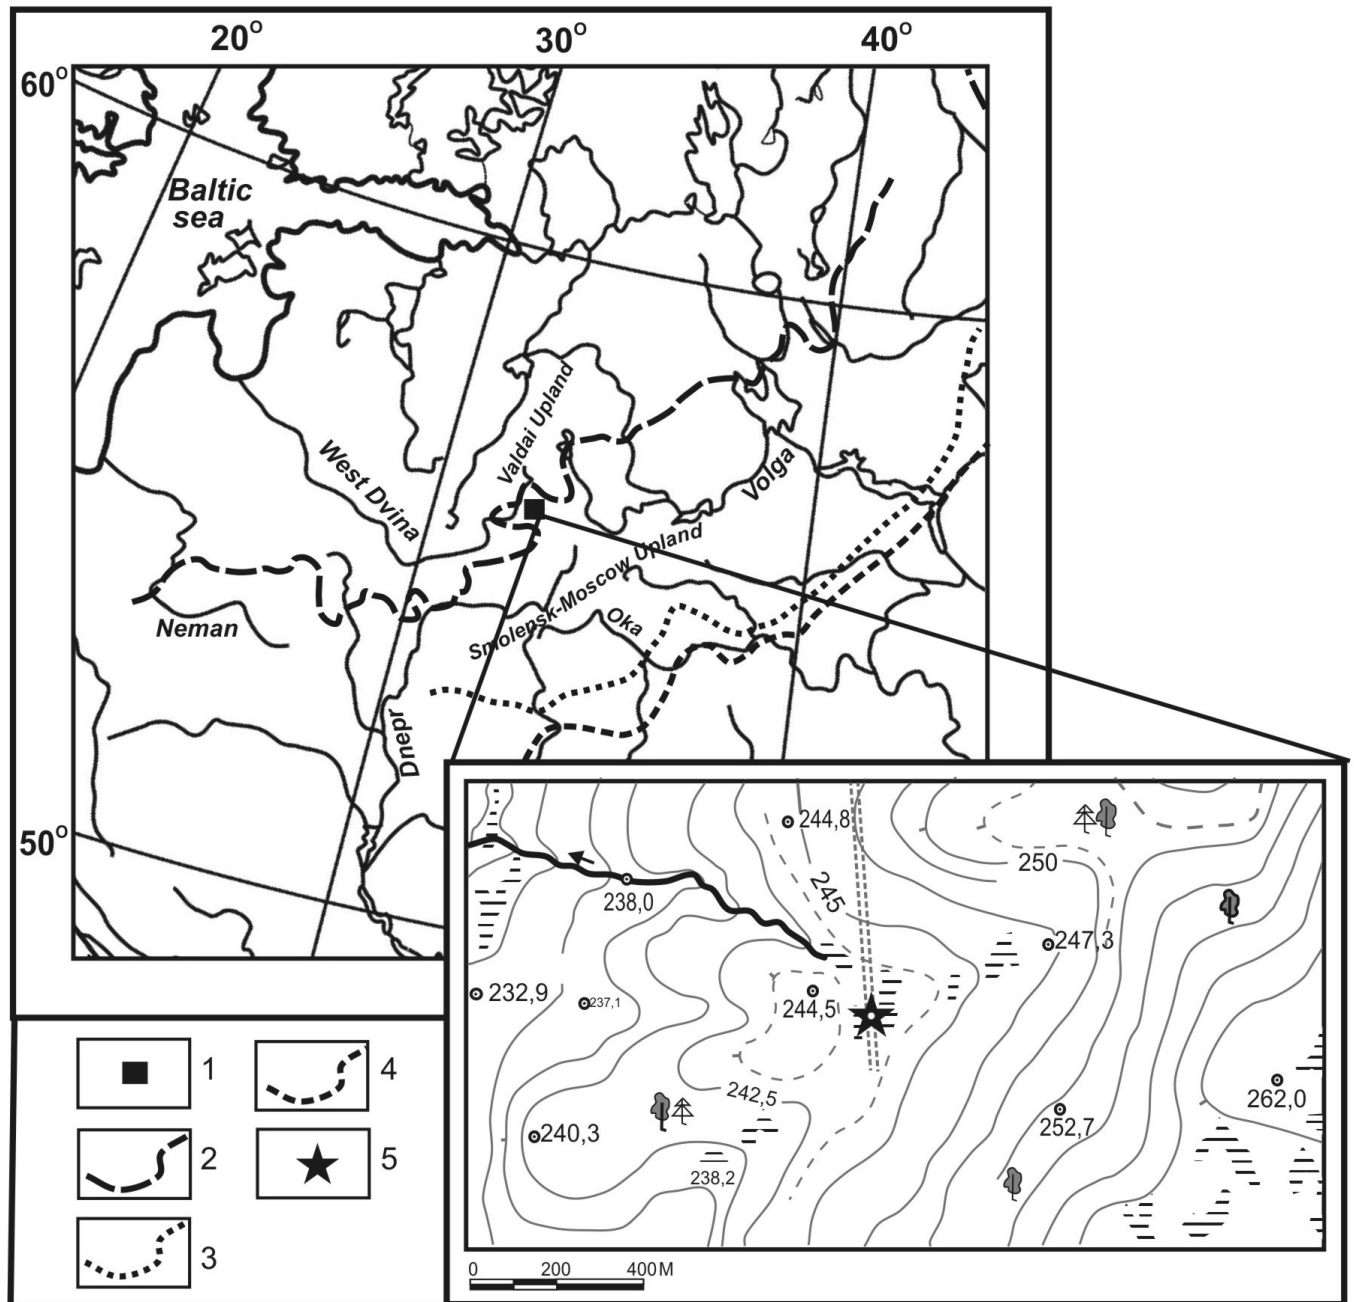 20°
30°
40°
60°
Baltic
sea
Valdai Upland
West Dvina
Volga
Smolensk-Moscow Upland
Neman
Oka
Dnepr
50°
244,8
250
245
238,0
247,3
232,9
237,1
244,5
242,5
262,0
240,3
252,7
238,2
1
4
2
5
3
0 200 400M